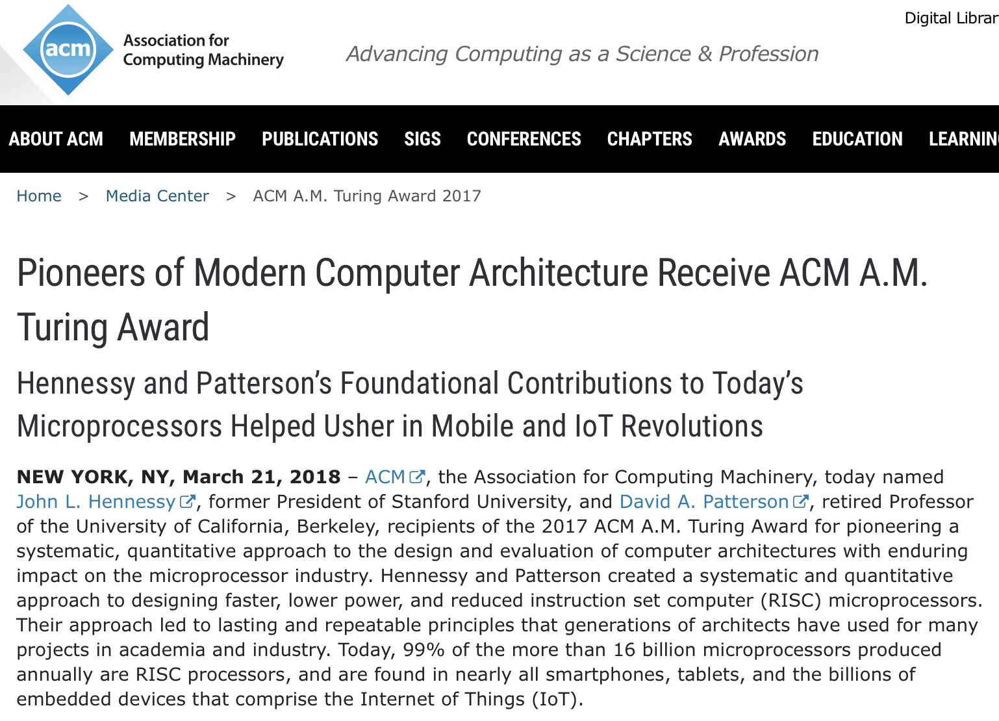 Digital Librar
acm
Association for
Computing Machinery
Advancing Computing as a Science & Profession
ABOUT ACM MEMBERSHIP PUBLICATIONS SIGS CONFERENCES CHAPTERS AWARDS EDUCATION LEARNING
Home > Media Center > ACM A.M. Turing Award 2017
Pioneers of Modern Computer Architecture Receive ACM A.M.
Turing Award
Hennessy and Patterson’s Foundational Contributions to Today’s
Microprocessors Helped Usher in Mobile and IoT Revolutions
NEW YORK, NY, March 21, 2018 – ACM, the Association for Computing Machinery, today named
John L. Hennessy, former President of Stanford University, and David A. Patterson, retired Professor
of the University of California, Berkeley, recipients of the 2017 ACM A.M. Turing Award for pioneering a
systematic, quantitative approach to the design and evaluation of computer architectures with enduring
impact on the microprocessor industry. Hennessy and Patterson created a systematic and quantitative
approach to designing faster, lower power, and reduced instruction set computer (RISC) microprocessors.
Their approach led to lasting and repeatable principles that generations of architects have used for many
projects in academia and industry. Today, 99% of the more than 16 billion microprocessors produced
annually are RISC processors, and are found in nearly all smartphones, tablets, and the billions of
embedded devices that comprise the Internet of Things (IoT).